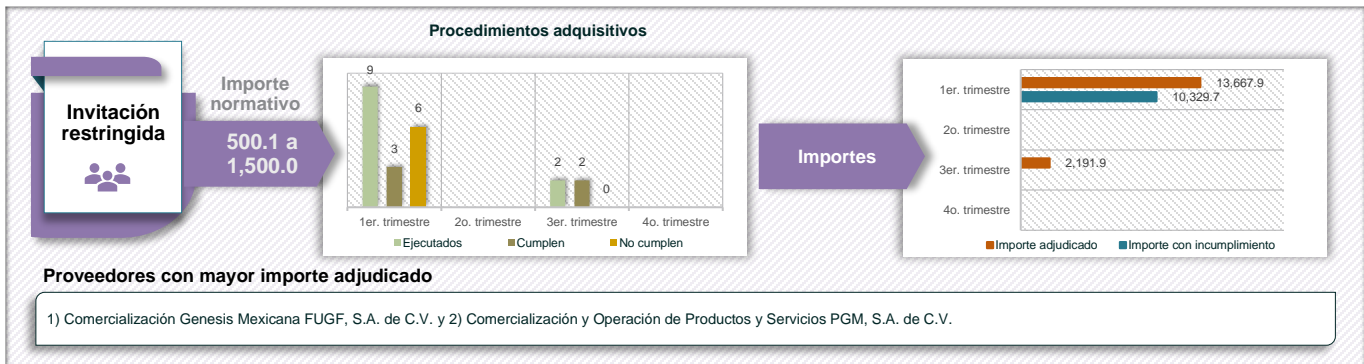 Procedimientos adquisitivos
Invitación
restringida
Importe
normativo
500.1 a
1,500.0
9
3
6
2
2
0
1er. trimestre
2o. trimestre
3er. trimestre
4o. trimestre
Ejecutados
Cumplen
No cumplen
Importes
1er. trimestre
13,667.9
10,329.7
2o. trimestre
3er. trimestre
2,191.9
4o. trimestre
Importe adjudicado
Importe con incumplimiento
Proveedores con mayor importe adjudicado
1) Comercialización Genesis Mexicana FUGF, S.A. de C.V. y 2) Comercialización y Operación de Productos y Servicios PGM, S.A. de C.V.